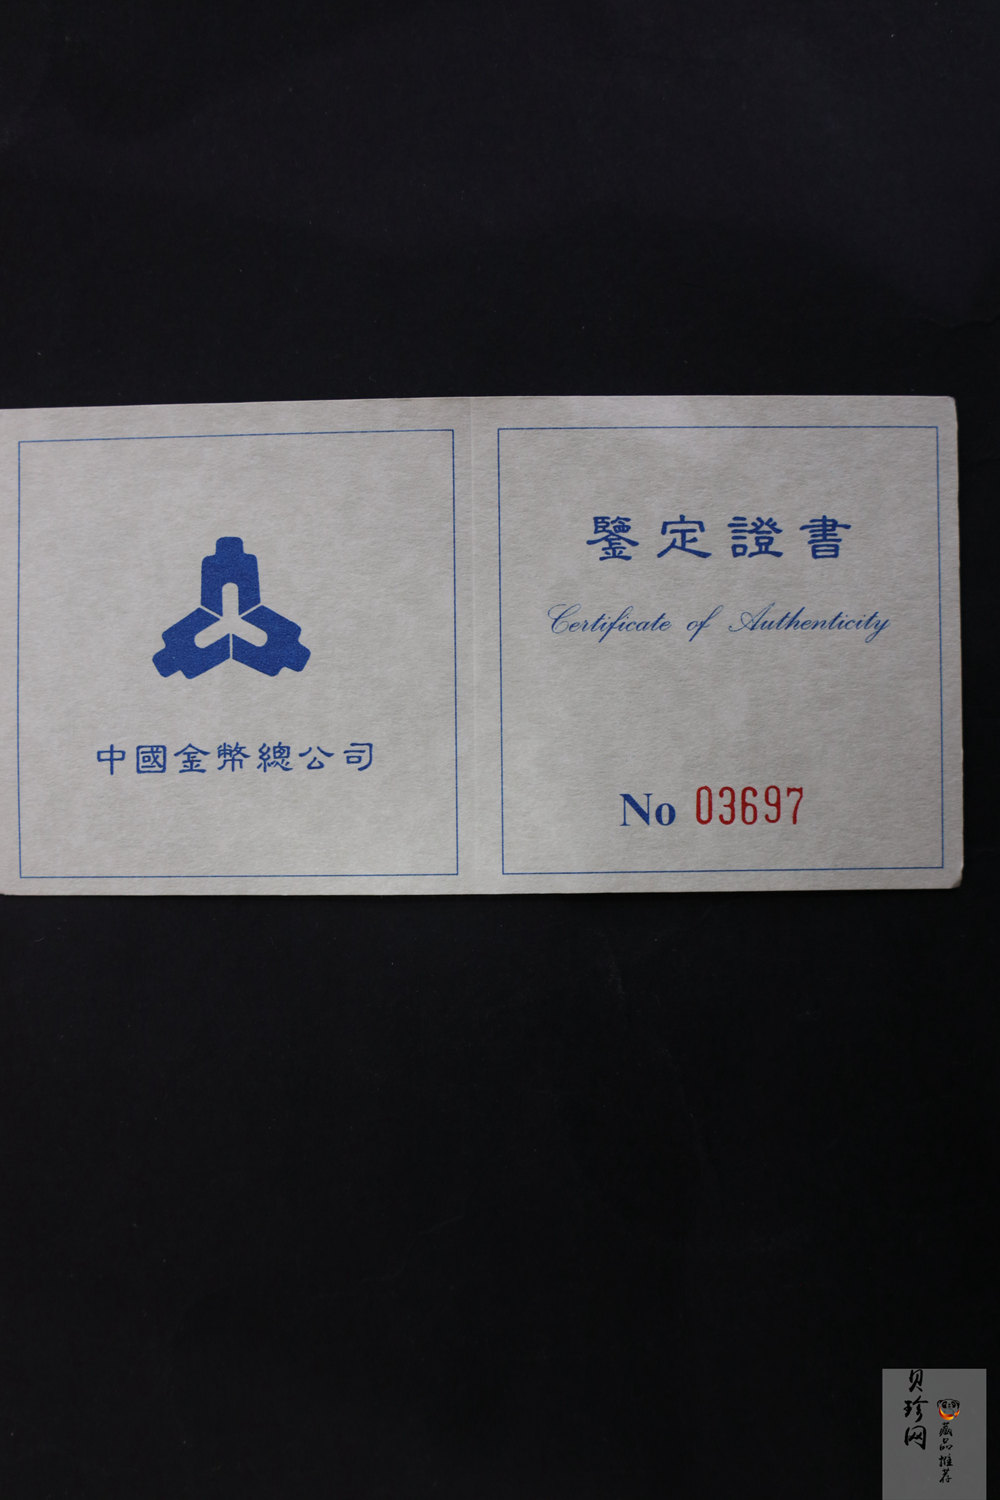 中國金幣總公司
鑒定證書
Certificate of Authenticity
No 03697
贝珍网
藏品推荐